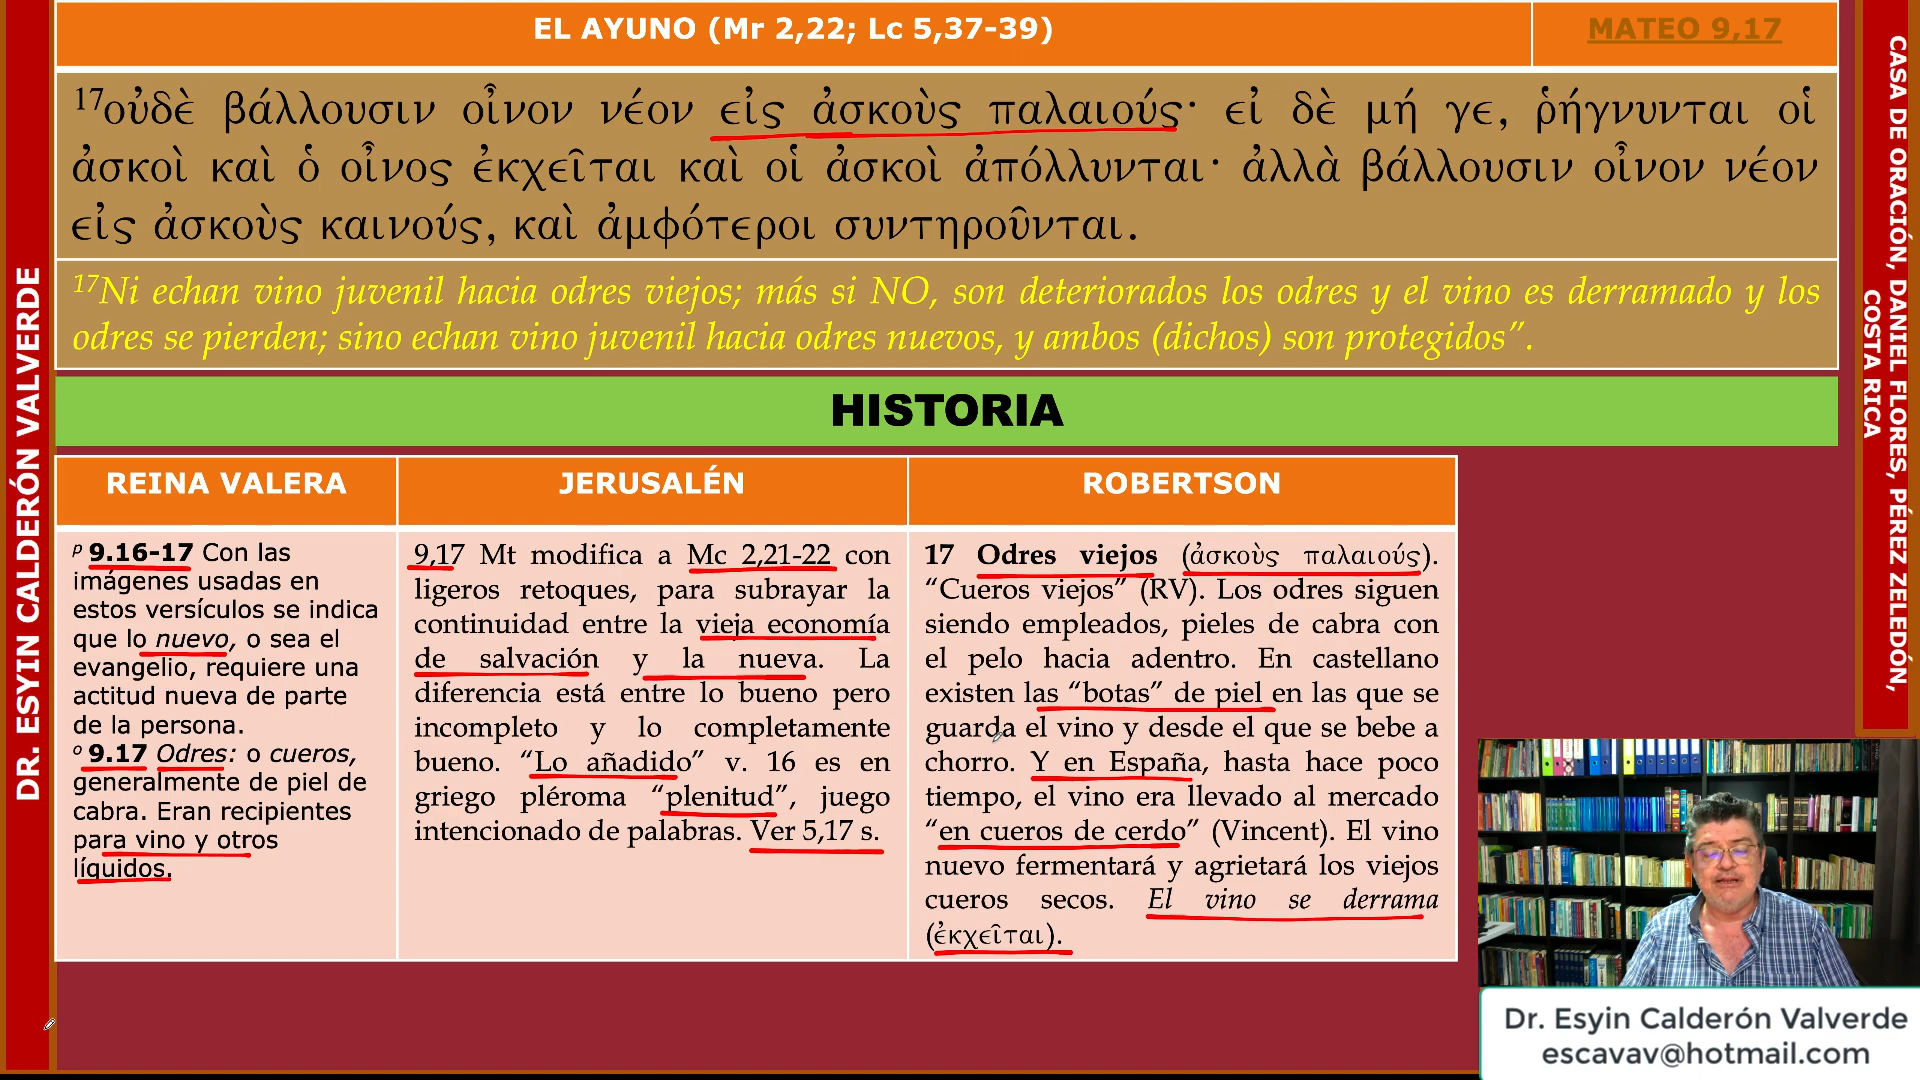 EL AYUNO (Mr 2,22; Lc 5,37-39)
MATEO 9,17
17οὐδὲ βάλλουσιν οἶνον νέον εἰς ἀσκοὺς παλαιούς· εἰ δὲ μή γε, ῥήγνυνται οἱ
ἀσκοὶ καὶ ὁ οἶνος ἐκχεῖται καὶ οἱ ἀσκοὶ ἀπόλλυνται· ἀλλὰ βάλλουσιν οἶνον νέον
εἰς ἀσκοὺς καινούς, καὶ ἀμφότεροι συντηροῦνται.
17Ni echan vino juvenil hacia odres viejos; más si NO, son deteriorados los odres y el vino es derramado y los
odres se pierden; sino echan vino juvenil hacia odres nuevos, y ambos (dichos) son protegidos”.
HISTORIA
REINA VALERA
p 9.16-17 Con las
imágenes usadas en
estos versículos se indica
que lo nuevo, o sea el
evangelio, requiere una
actitud nueva de parte
de la persona.
o 9.17 Odres: o cueros,
generalmente de piel de
cabra. Eran recipientes
para vino y otros
líquidos.
JERUSALÉN
9,17 Mt modifica a Mc 2,21-22 con
ligeros retoques, para subrayar la
continuidad entre la vieja economía
de salvación y la nueva. La
diferencia está entre lo bueno pero
incompleto y lo completamente
bueno. “Lo añadido” v. 16 es en
griego pléroma “plenitud”, juego
intencionado de palabras. Ver 5,17 s.
ROBERTSON
17 Odres viejos (ἀσκοὺς παλαιούς).
“Cueros viejos” (RV). Los odres siguen
siendo empleados, pieles de cabra con
el pelo hacia adentro. En castellano
existen las “botas” de piel en las que se
guarda el vino y desde el que se bebe a
chorro. Y en España, hasta hace poco
tiempo, el vino era llevado al mercado
“en cueros de cerdo” (Vincent). El vino
nuevo fermentará y agrietará los viejos
cueros secos. El vino se derrama
(ἐκχεῖται).
DR. ESYIN CALDERÓN VALVERDE
CASA DE ORACIÓN, DANIEL FLORES, PÉREZ ZELEDÓN,
COSTA RICA
Dr. Esyin Calderón Valverde
escavav@hotmail.com